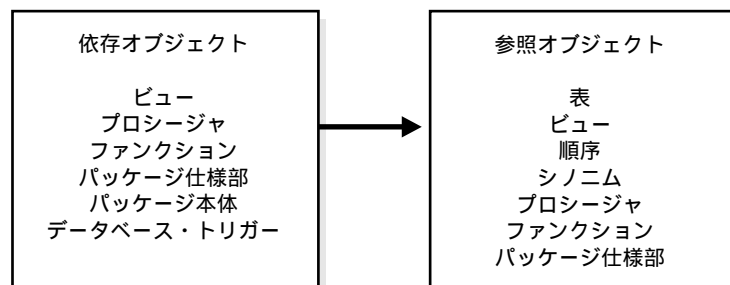 依存オブジェクト
ビュー
プロシージャ
ファンクション
パッケージ仕様部
パッケージ本体
データベース・トリガー
参照オブジェクト
表
ビュー
順序
シノニム
プロシージャ
ファンクション
パッケージ仕様部